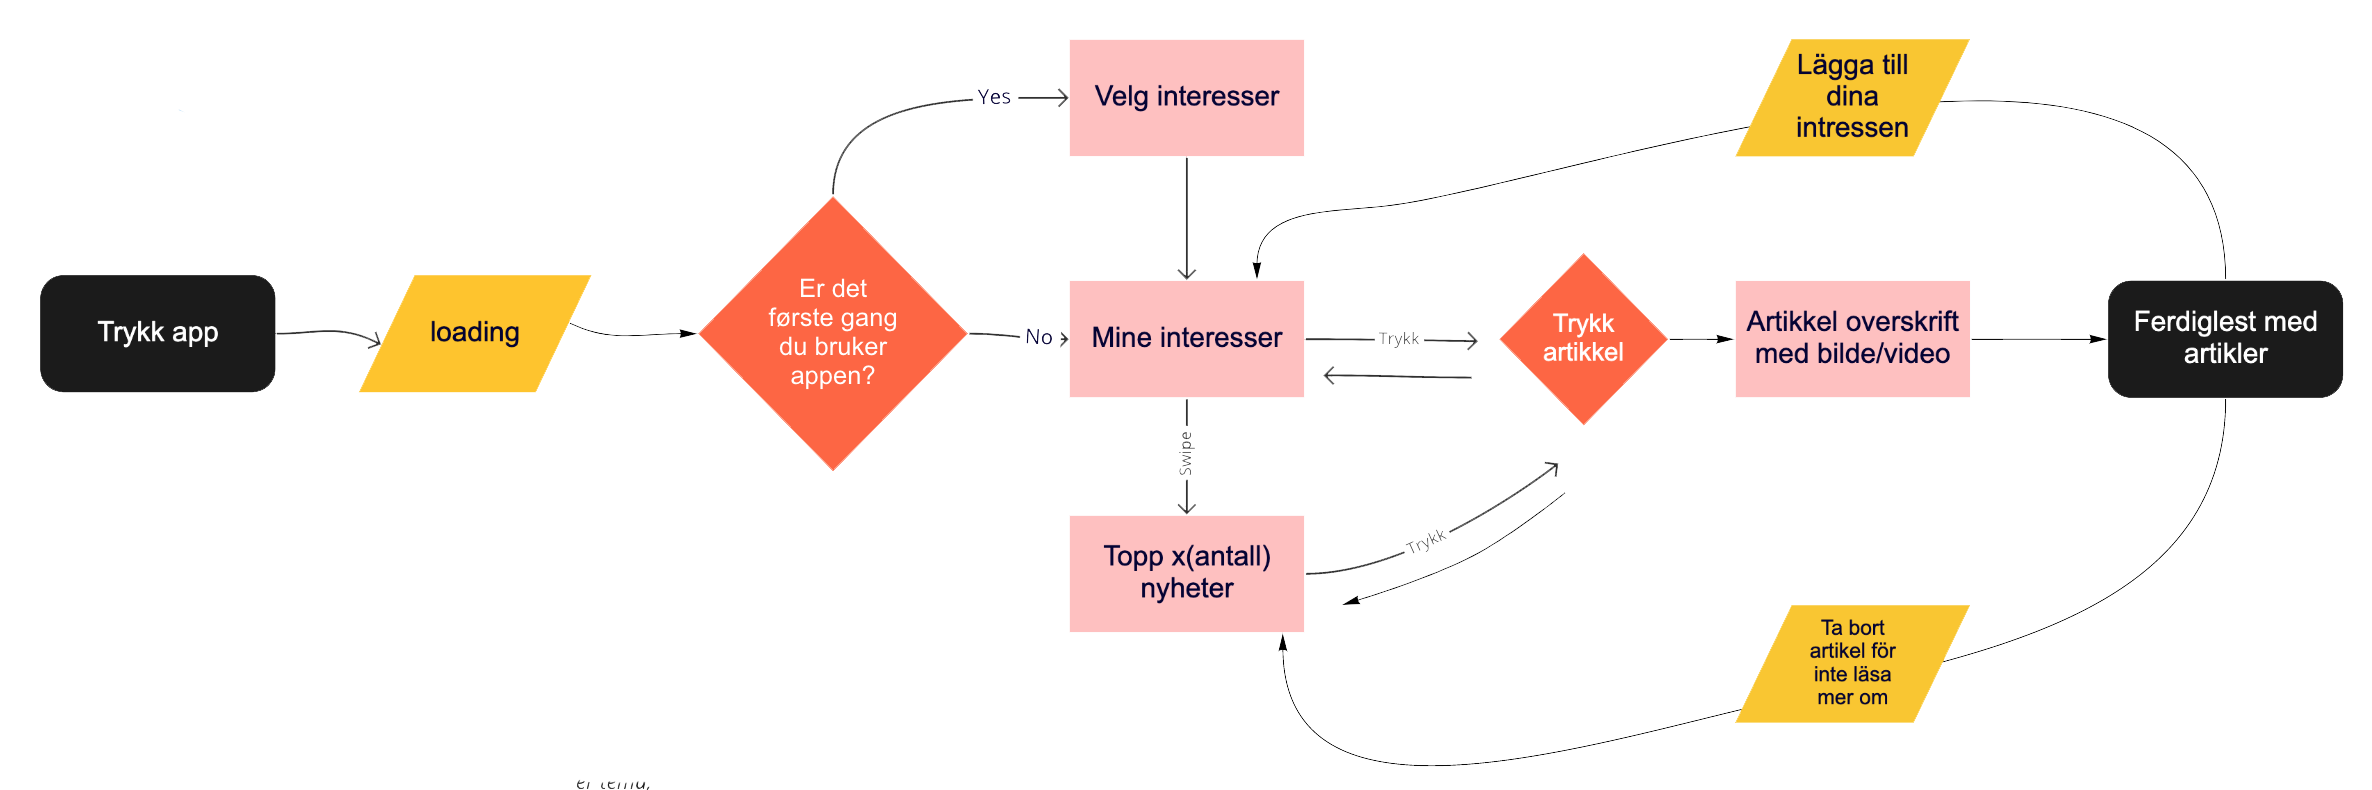 Trykk app
loading
Er det
første gang
du bruker
appen?
Yes
No
Velg interesser
Mine interesser
Swipe
Topp x(antall)
nyheter
Trykk
Trykk
Trykk
artikkel
Artikkel overskrift
med bilde/video
Ferdiglest med
artikler
Lägga till
dina
intressen
Ta bort
artikel för
inte läsa
mer om